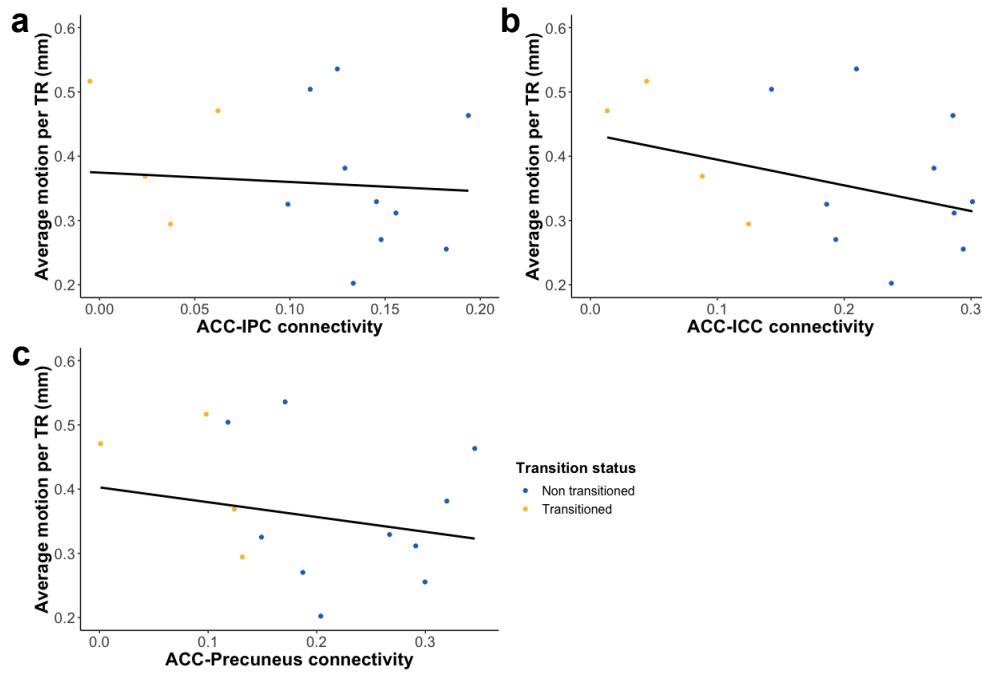 a
Average motion per TR (mm)
0.6
0.5
0.4
0.3
0.2
0.00 0.05 0.10 0.15 0.20
ACC-IPC connectivity
b
Average motion per TR (mm)
0.6
0.5
0.4
0.3
0.2
0.0 0.1 0.2 0.3
ACC-ICC connectivity
c
Average motion per TR (mm)
0.6
0.5
0.4
0.3
0.2
0.0 0.1 0.2 0.3
ACC-Precuneus connectivity
Transition status
Non transitioned
Transitioned